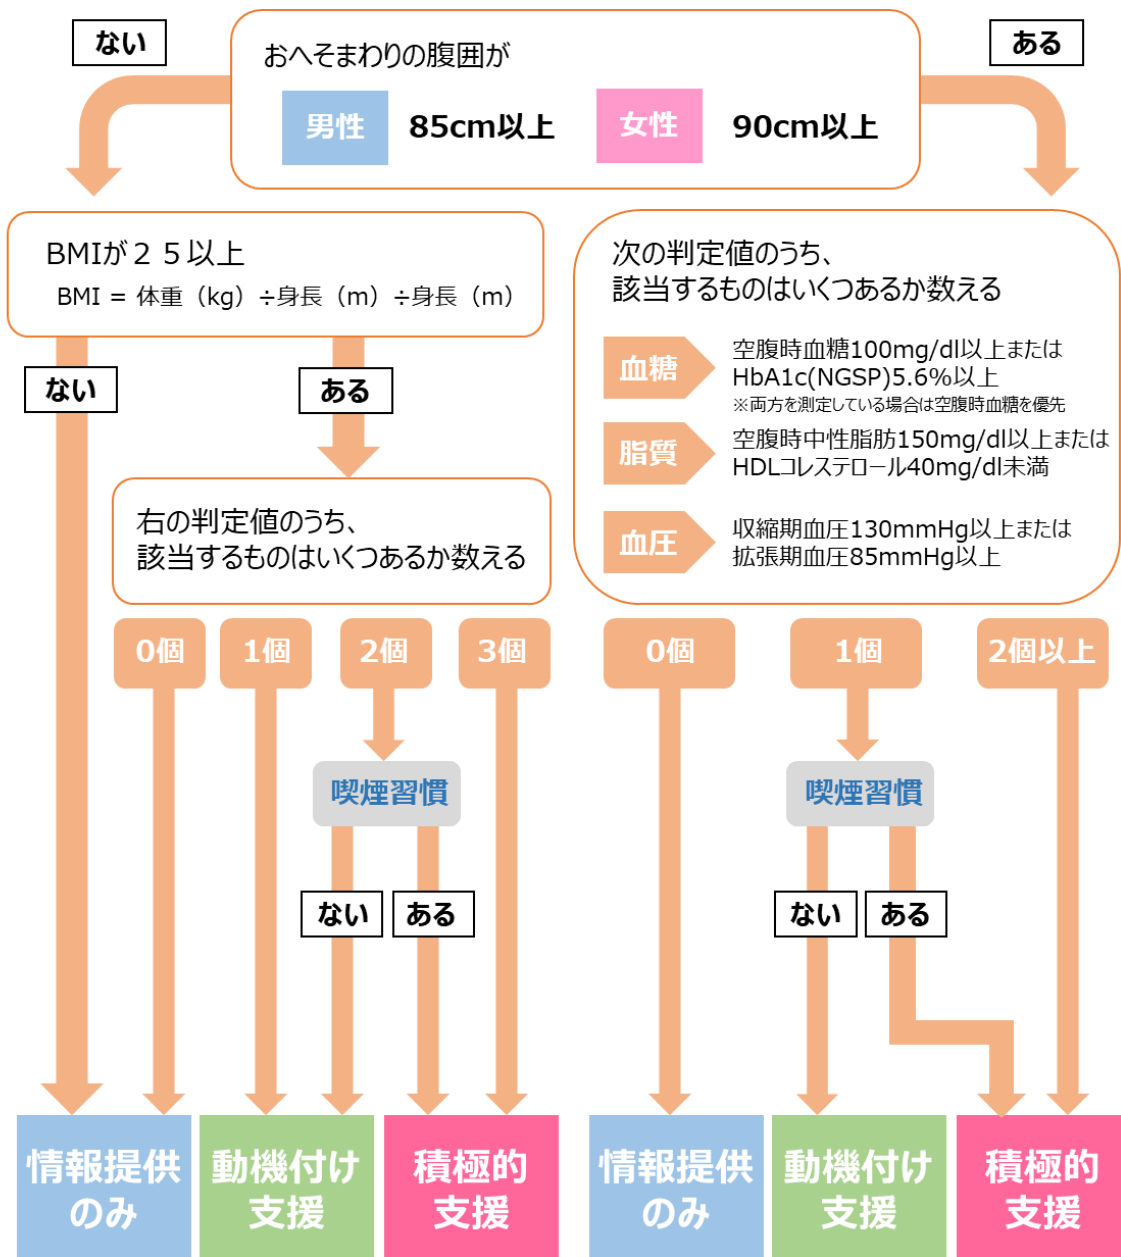 ない
おへそまわりの腹囲が
ある
男性 85cm以上 女性 90cm以上
BMIが２５以上
BMI = 体重（kg）÷身長（m）÷身長（m）
ない
ある
次の判定値のうち、
該当するものはいくつあるか数える
血糖
空腹時血糖100mg/dl以上または
HbA1c(NGSP)5.6%以上
※両方を測定している場合は空腹時血糖を優先
脂質
空腹時中性脂肪150mg/dl以上または
HDLコレステロール40mg/dl未満
血圧
収縮期血圧130mmHg以上または
拡張期血圧85mmHg以上
右の判定値のうち、
該当するものはいくつあるか数える
0個 1個 2個 3個
0個 1個 2個以上
喫煙習慣
喫煙習慣
ない ある
ない ある
情報提供
のみ
動機付け
支援
積極的
支援
情報提供
のみ
動機付け
支援
積極的
支援